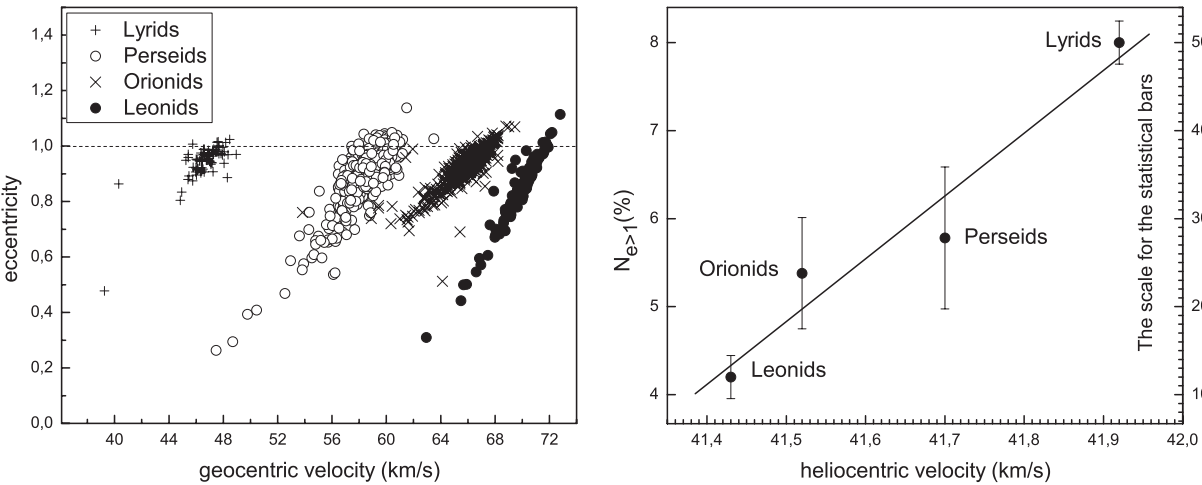 1,4
1,2
1,0
0,8
0,6
0,4
0,2
0,0
eccentricity
Lyrids
Perseids
Orionids
Leonids
40 44 48 52 56 60 64 68 72
geocentric velocity (km/s)
8
7
6
5
4
Ne>1(%)
Lyrids
Perseids
Orionids
Leonids
41,4 41,5 41,6 41,7 41,8 41,9 42,0
heliocentric velocity (km/s)
The scale for the statistical bars